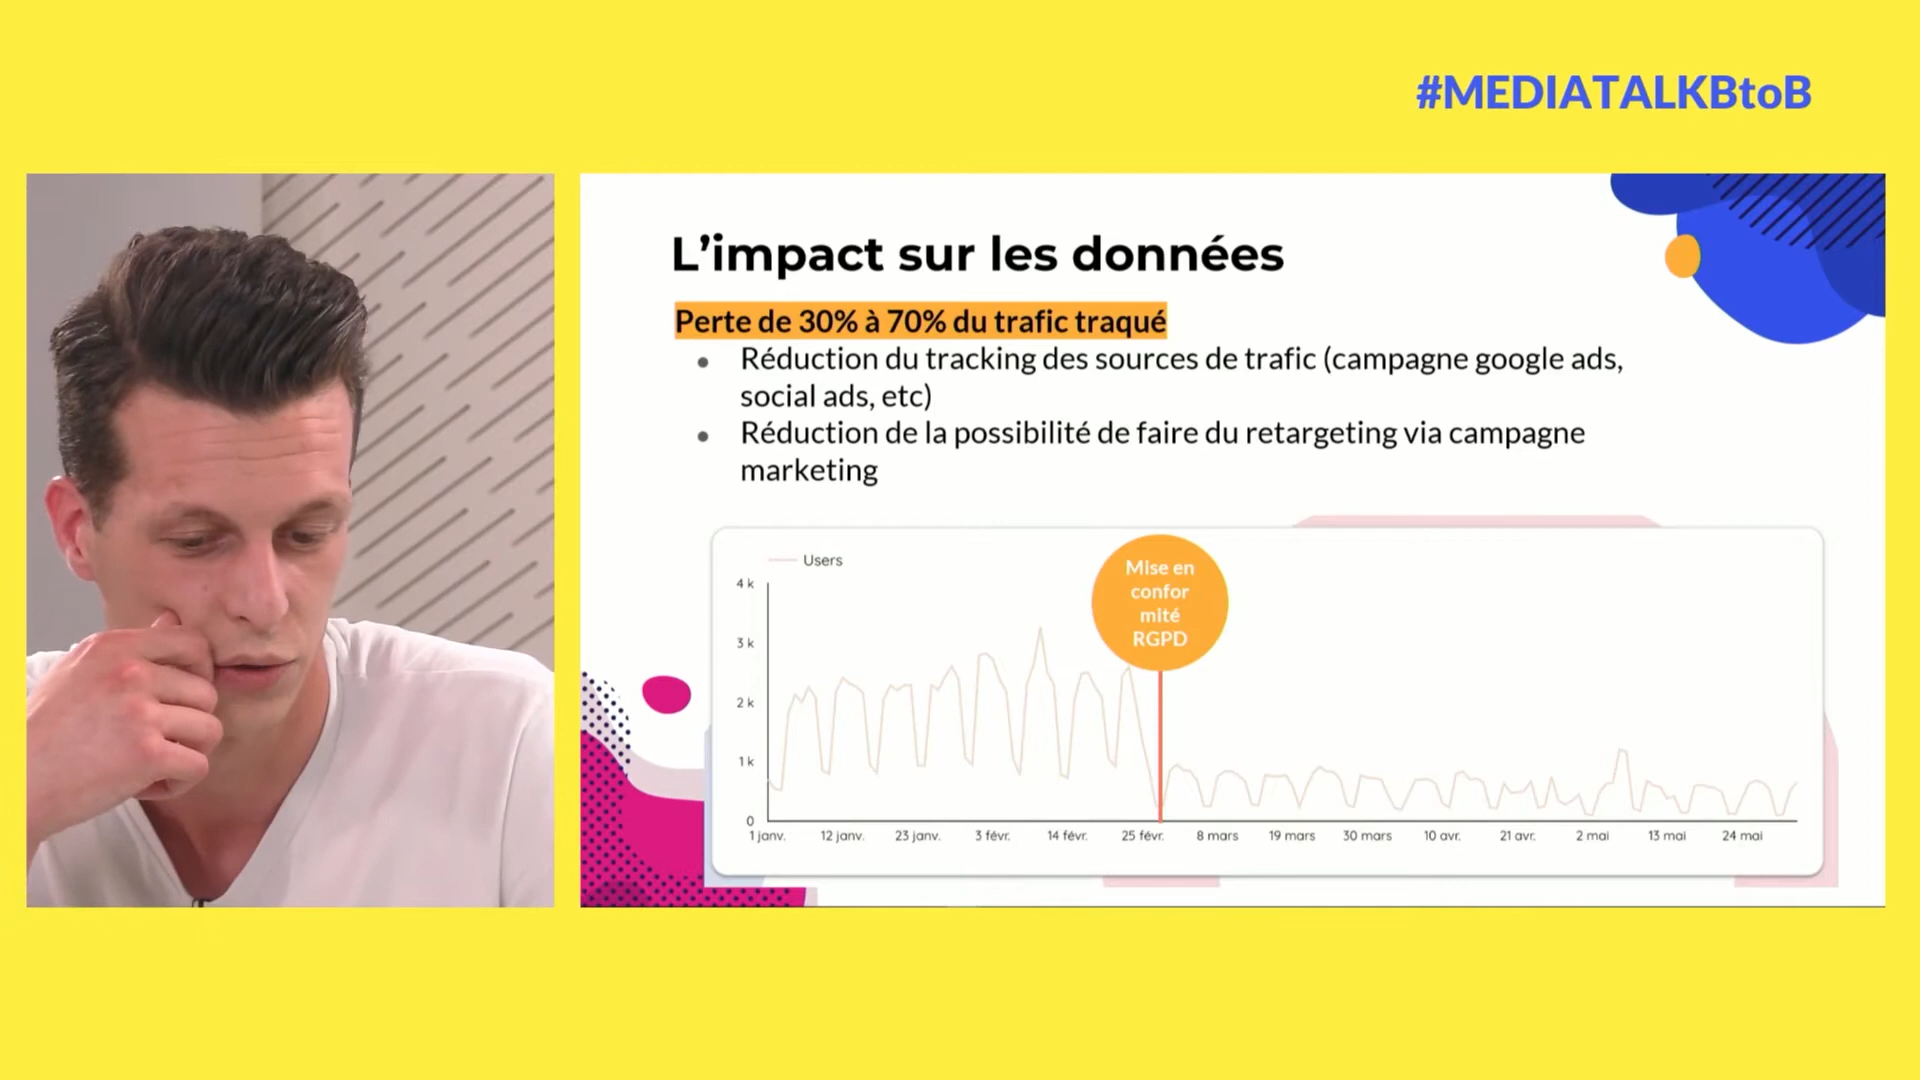 #MEDIATALKBtoB
L’impact sur les données
Perte de 30% à 70% du trafic traqué
Réduction du tracking des sources de trafic (campagne google ads,
social ads, etc)
Réduction de la possibilité de faire du retargeting via campagne
marketing
Users
Mise en
confor
mité
RGPD
4 k
3 k
2 k
1 k
0
1 janv. 12 janv. 23 janv. 3 févr. 14 févr. 25 févr. 8 mars 19 mars 30 mars 10 avr. 21 avr. 2 mai 13 mai 24 mai